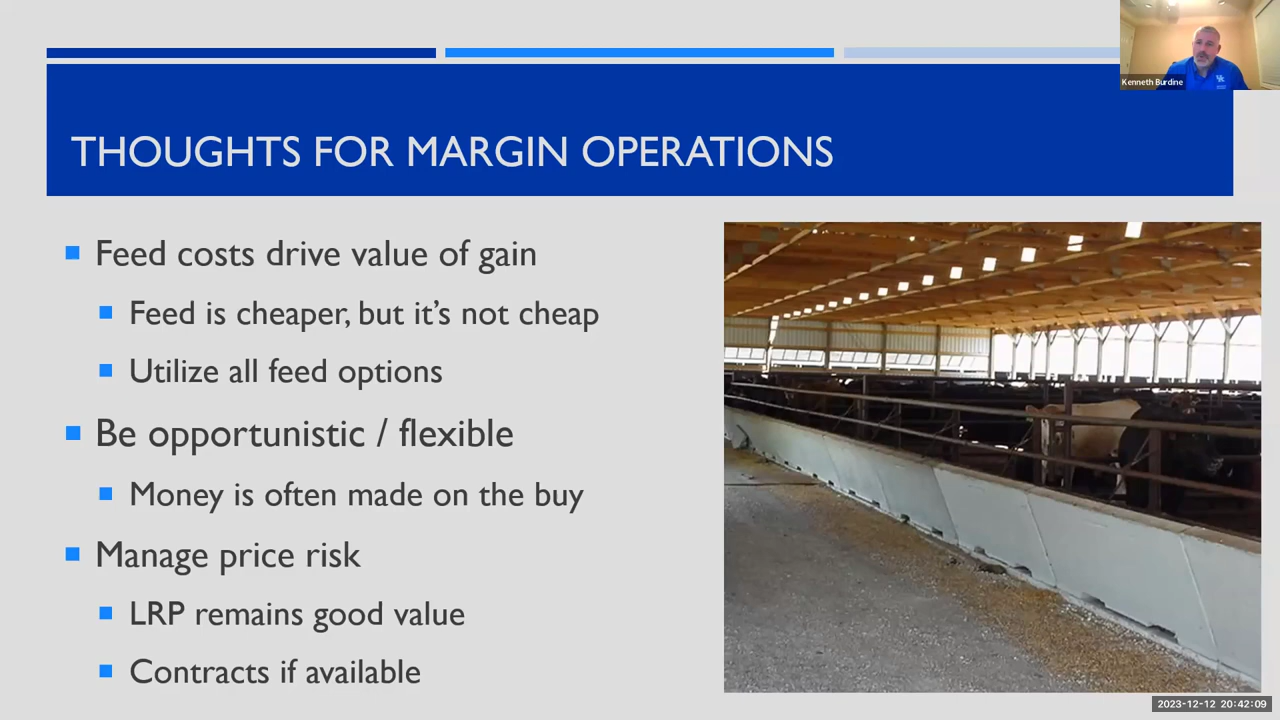 THOUGHTS FOR MARGIN OPERATIONS
Kenneth Burdine
UK
Feed costs drive value of gain
Feed is cheaper, but it's not cheap
Utilize all feed options
Be opportunistic / flexible
Money is often made on the buy
Manage price risk
LRP remains good value
Contracts if available
2023-12-12 20:42:09